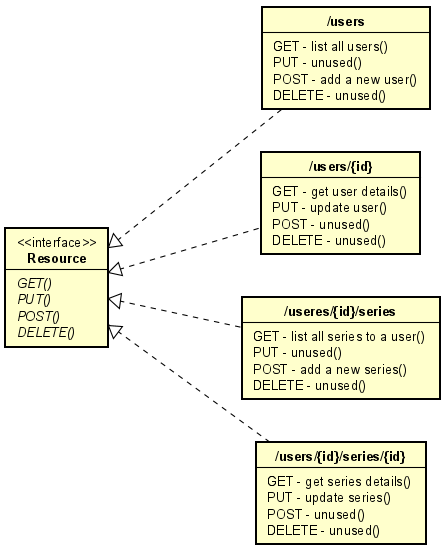 /users
GET - list all users()
PUT - unused()
POST - add a new user()
DELETE - unused()
/users/{id}
GET - get user details()
PUT - update user()
POST - unused()
DELETE - unused()
<<interface>>
Resource
GET()
PUT()
POST()
DELETE()
/useres/{id}/series
GET - list all series to a user()
PUT - unused()
POST - add a new series()
DELETE - unused()
/users/{id}/series/{id}
GET - get series details()
PUT - update series()
POST - unused()
DELETE - unused()